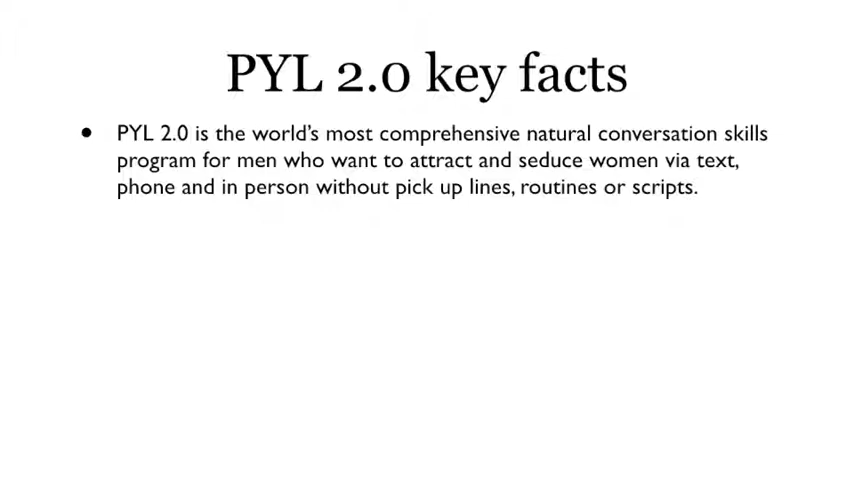 PYL 2.0 key facts
• PYL 2.0 is the world's most comprehensive natural conversation skills
program for men who want to attract and seduce women via text,
phone and in person without pick up lines, routines or scripts.